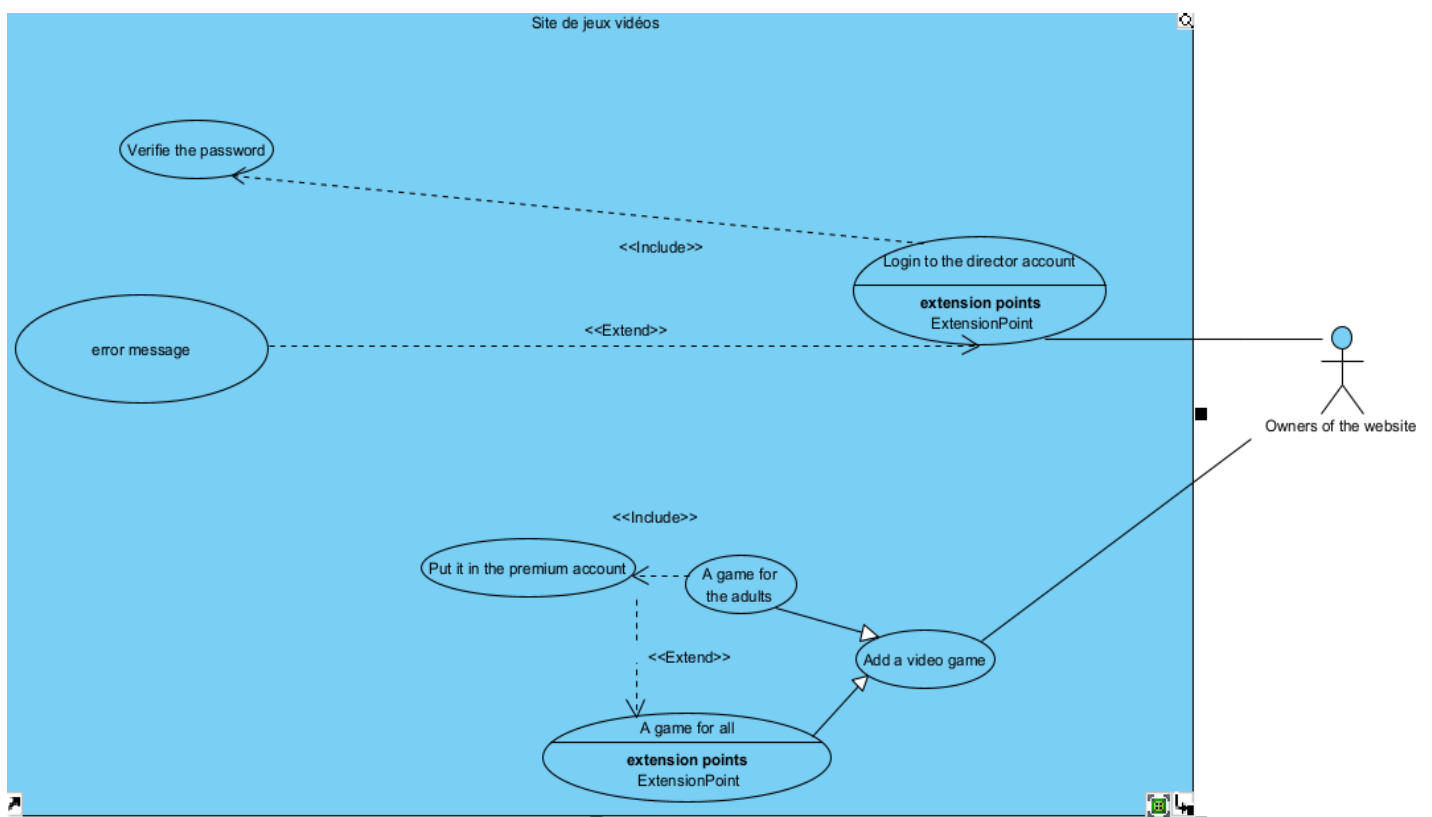 Site de jeux vidéos
Verifie the password
<<Include>>
Login to the director account
extension points
ExtensionPoint
<<Extend>>
error message
Owners of the website
<<Include>>
Put it in the premium account
A game for
the adults
<<Extend>>
Add a video game
A game for all
extension points
ExtensionPoint